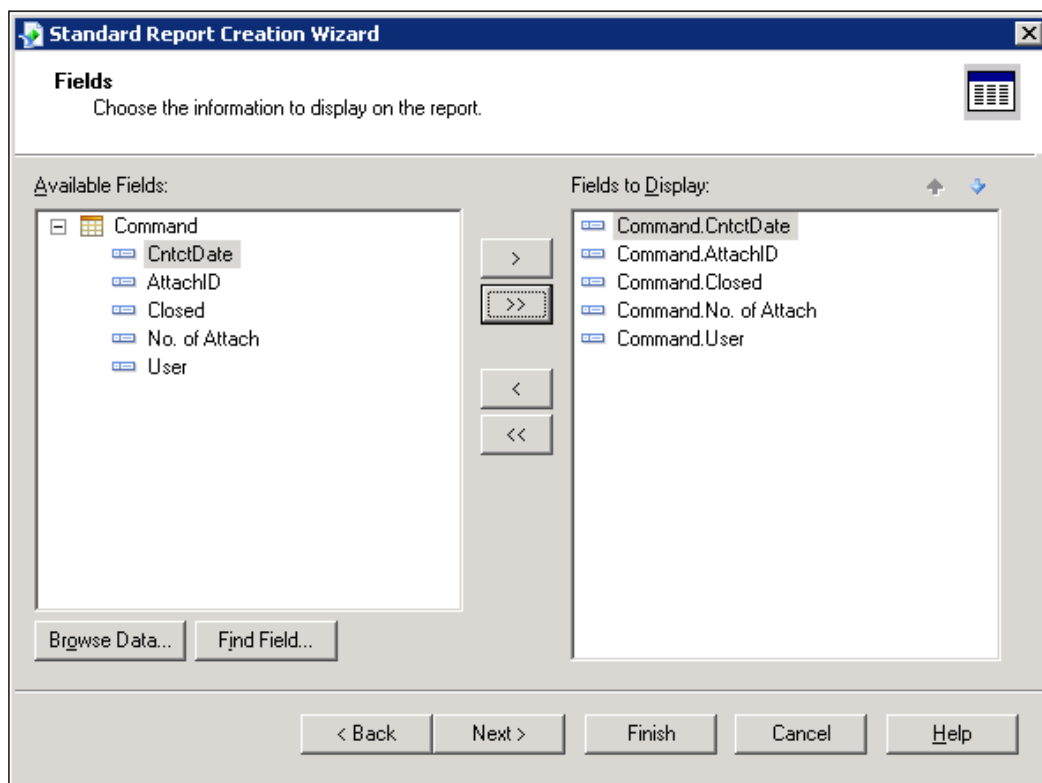 Standard Report Creation Wizard
Fields
Choose the information to display on the report.
Available Fields:
Command
CntctDate
AttachID
Closed
No. of Attach
User
>
>>
<
<<
Fields to Display:
Command.CntctDate
Command.AttachID
Command.Closed
Command.No. of Attach
Command.User
Browse Data...
Find Field...
< Back
Next >
Finish
Cancel
Help